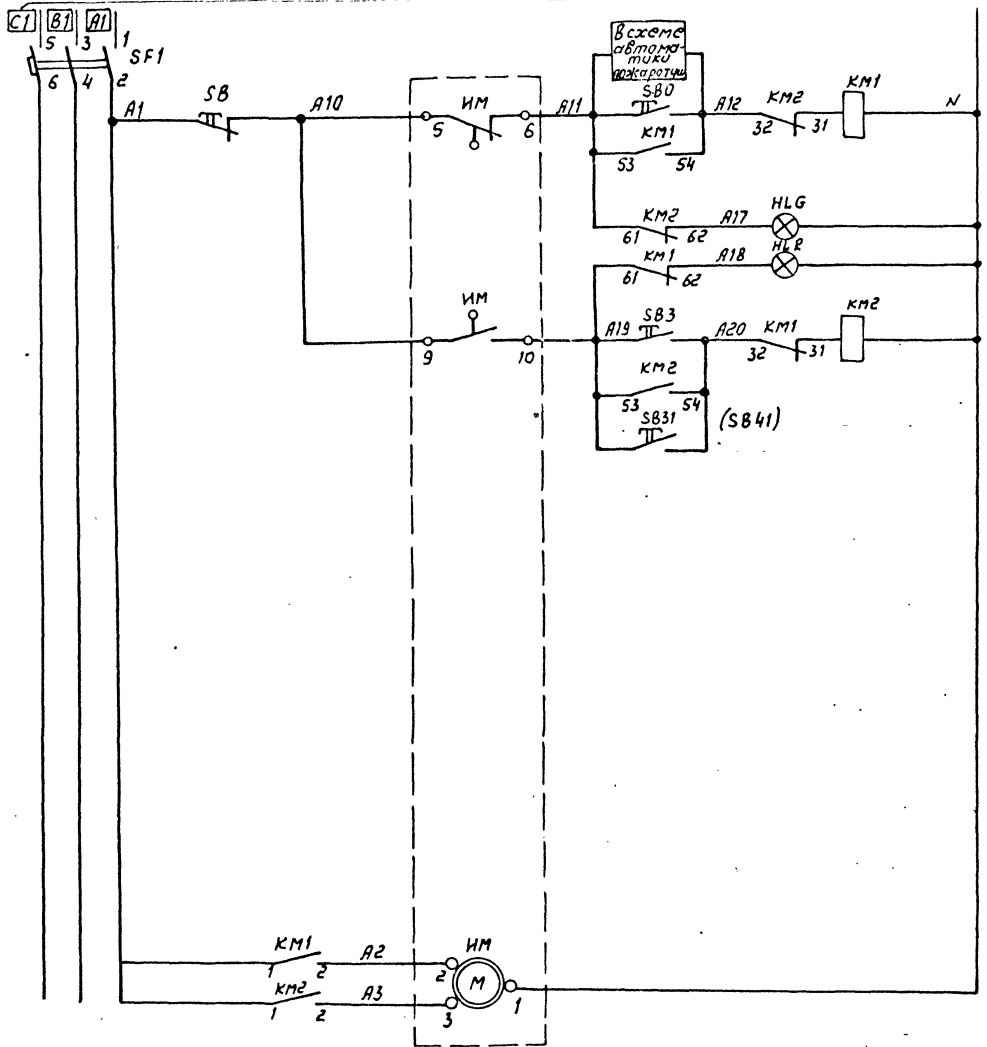 C1 B1 A1
5 3 1
SF1
6 4 2
В схеме
автома-
тики
пожаротуш
A1 SB A10 ИМ A11 SB0 A12 KM2 KM1 N
5 6 32 31
KM1
53 54
KM2 A17 HLG
61 62
KM1 A18 HLR
61 62
ИМ SB3 KM2
A19 A20 KM1
9 10 32 31
KM2
53 54
SB31 (SB41)
KM1 A2 ИМ
1 2 2
М
KM2 A3 1
1 2 3